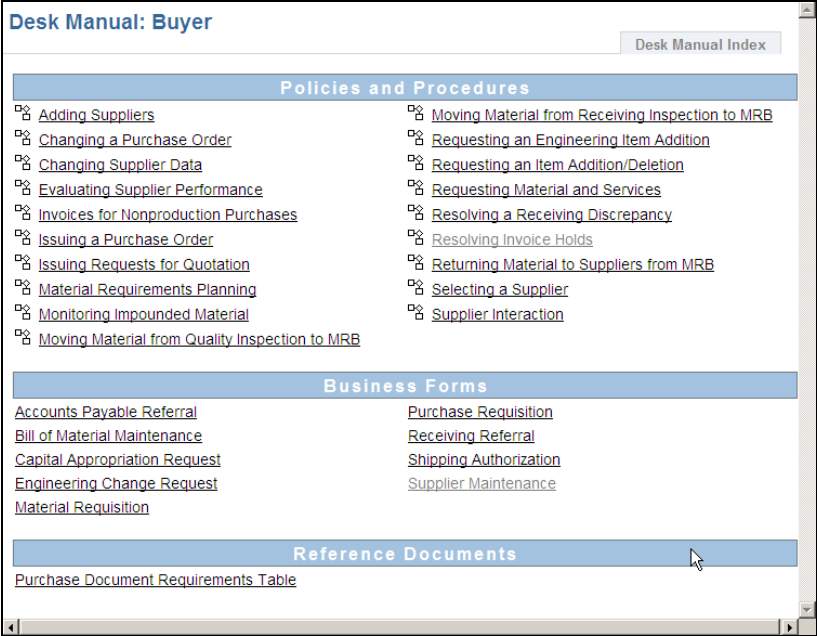 Desk Manual: Buyer
Desk Manual Index
Policies and Procedures
Adding Suppliers
Changing a Purchase Order
Changing Supplier Data
Evaluating Supplier Performance
Invoices for Nonproduction Purchases
Issuing a Purchase Order
Issuing Requests for Quotation
Material Requirements Planning
Monitoring Impounded Material
Moving Material from Quality Inspection to MRB
Moving Material from Receiving Inspection to MRB
Requesting an Engineering Item Addition
Requesting an Item Addition/Deletion
Requesting Material and Services
Resolving a Receiving Discrepancy
Resolving Invoice Holds
Returning Material to Suppliers from MRB
Selecting a Supplier
Supplier Interaction
Business Forms
Accounts Payable Referral
Bill of Material Maintenance
Capital Appropriation Request
Engineering Change Request
Material Requisition
Purchase Requisition
Receiving Referral
Shipping Authorization
Supplier Maintenance
Reference Documents
Purchase Document Requirements Table